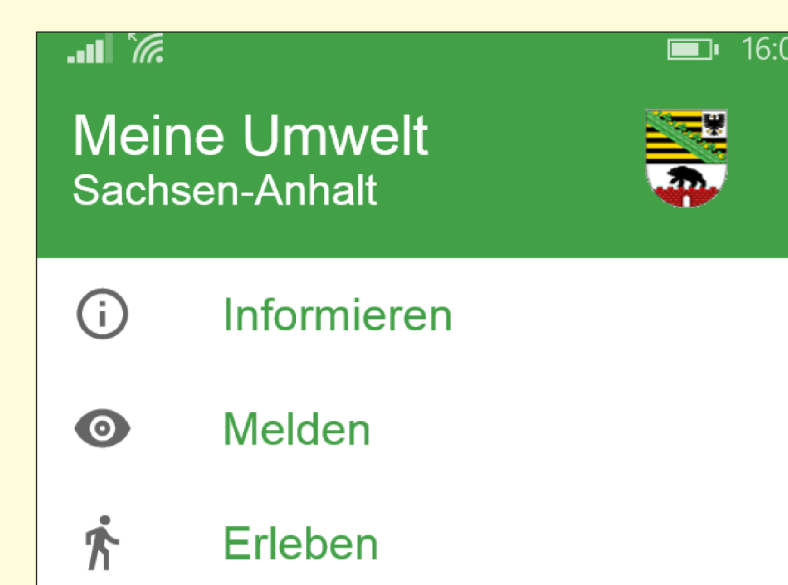 Meine Umwelt
Sachsen-Anhalt
Informieren
Melden
Erleben